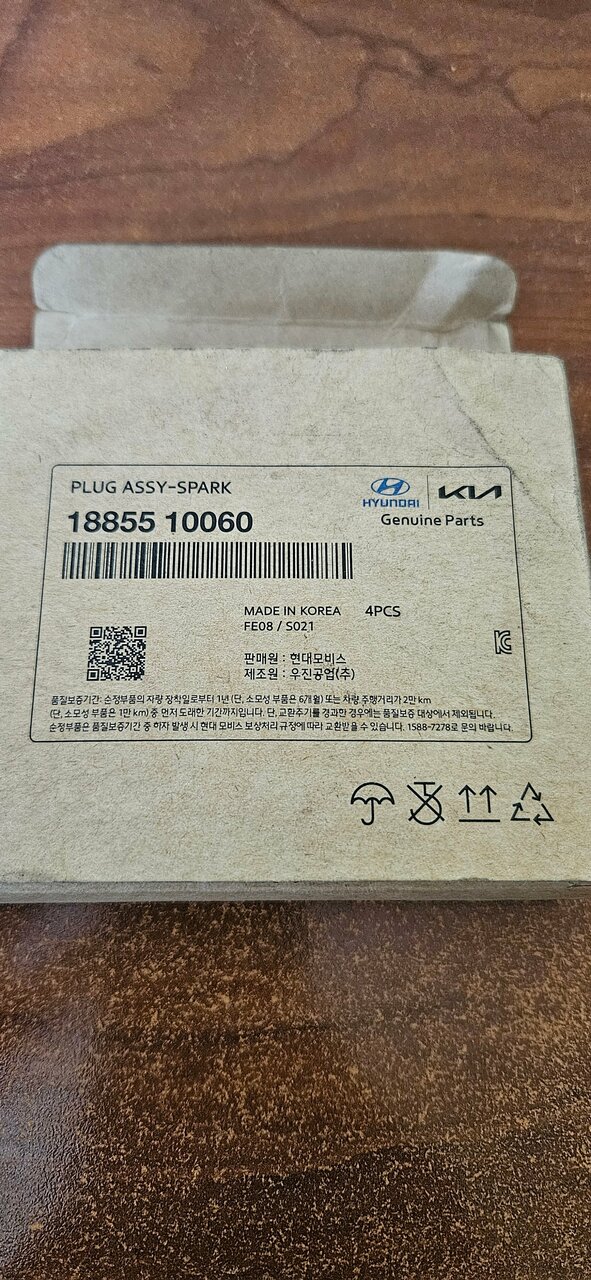 PLUG ASSY-SPARK
18855 10060
HYUNDAI
KIA
Genuine Parts
MADE IN KOREA 4PCS
FE08 / S021
판매원 : 현대모비스
제조원 : 우진공업(주)
품질보증기간: 순정부품의 차량 장착일로부터 1년 (단, 소모성 부품은 6개월) 또는 차량 주행거리가 2만 km
(단, 소모성 부품은 1만 km) 중 먼저 도래한 기간까지입니다. 단, 교환주기를 경과한 경우에는 품질보증 대상에서 제외됩니다.
순정부품은 품질보증기간 중 하자 발생 시 현대 모비스 보상처리 규정에 따라 교환받을 수 있습니다. 1588-7278로 문의 바랍니다.